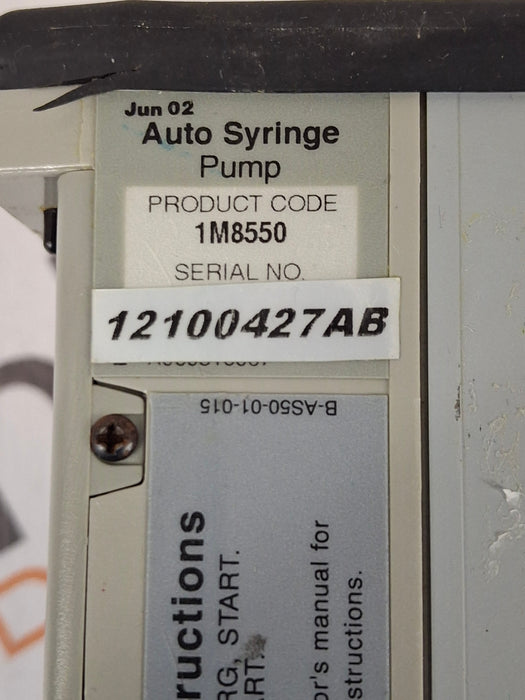 Jun 02
Auto Syringe
Pump
PRODUCT CODE
1M8550
SERIAL NO.
12100427AB
B-AS50-01-015
ructions
RG, START.
RT.
or's manual for
structions.